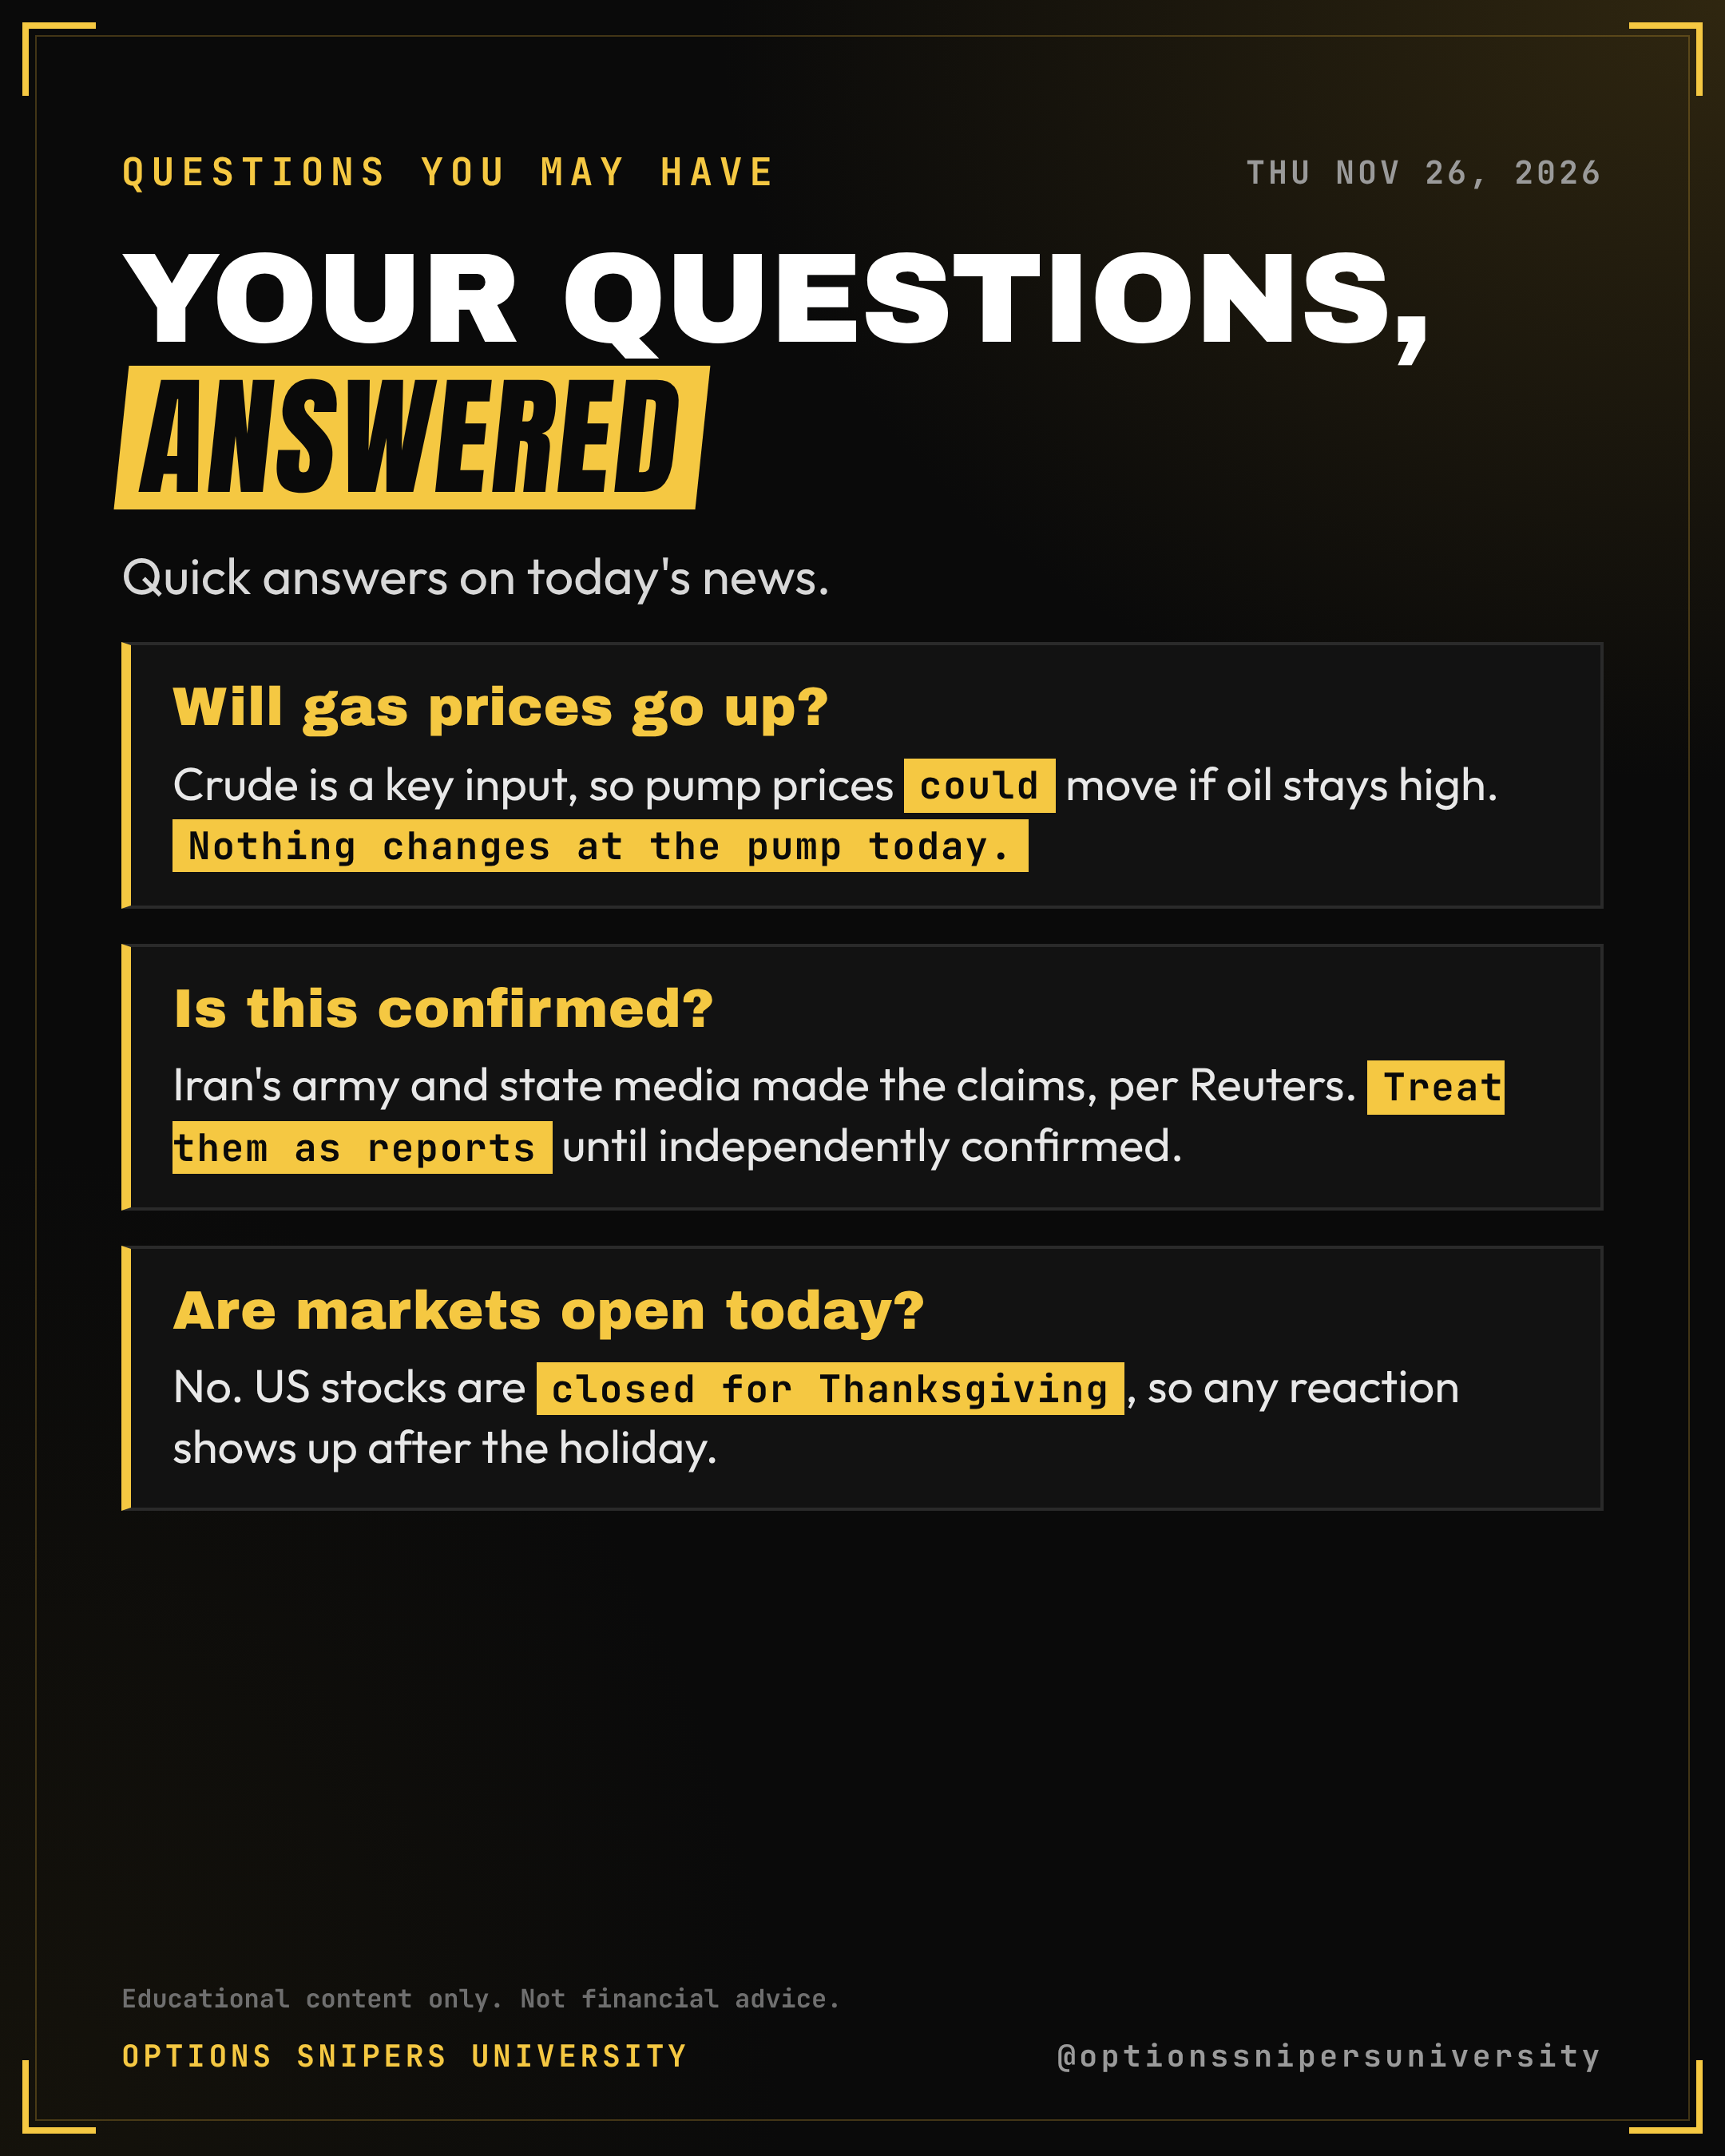 QUESTIONS YOU MAY HAVE
THU NOV 26, 2026
YOUR QUESTIONS,
ANSWERED
Quick answers on today's news.
Will gas prices go up?
Crude is a key input, so pump prices could move if oil stays high.
Nothing changes at the pump today.
Is this confirmed?
Iran's army and state media made the claims, per Reuters. Treat
them as reports until independently confirmed.
Are markets open today?
No. US stocks are closed for Thanksgiving, so any reaction
shows up after the holiday.
Educational content only. Not financial advice.
OPTIONS SNIPERS UNIVERSITY
@optionssnipersuniversity